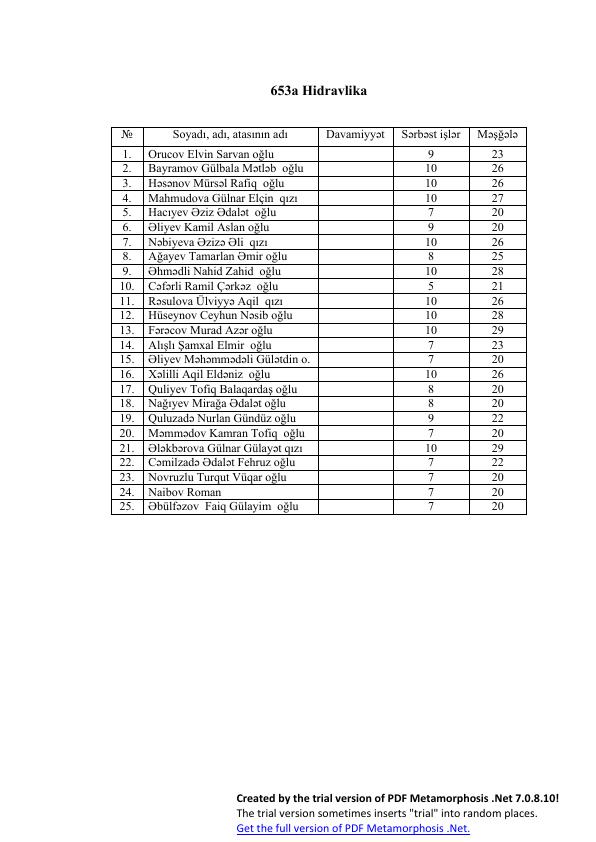 653a Hidravlika
№ Soyadı, adı, atasının adı Davamiyyət Sərbəst işlər Məşğələ
1. Orucov Elvin Sarvan oğlu 9 23
2. Bayramov Gülbala Mətləb oğlu 10 26
3. Həsənov Mürsəl Rafiq oğlu 10 26
4. Mahmudova Gülnar Elçin qızı 10 27
5. Hacıyev Əziz Ədalət oğlu 7 20
6. Əliyev Kamil Aslan oğlu 9 20
7. Nəbiyeva Əzizə Əli qızı 10 26
8. Ağayev Tamarlan Əmir oğlu 8 25
9. Əhmədli Nahid Zahid oğlu 10 28
10. Cəfərli Ramil Çərkəz oğlu 5 21
11. Rəsulova Ülviyyə Aqil qızı 10 26
12. Hüseynov Ceyhun Nəsib oğlu 10 28
13. Fərəcov Murad Azər oğlu 10 29
14. Alışlı Şamxal Elmir oğlu 7 23
15. Əliyev Məhəmmədəli Gülətdin o. 7 20
16. Xəlilli Aqil Eldəniz oğlu 10 26
17. Quliyev Tofiq Balaqardaş oğlu 8 20
18. Nağıyev Mirağa Ədalət oğlu 8 20
19. Quluzadə Nurlan Gündüz oğlu 9 22
20. Məmmədov Kamran Tofiq oğlu 7 20
21. Ələkbərova Gülnar Gülayət qızı 10 29
22. Cəmilzadə Ədalət Fehruz oğlu 7 22
23. Novruzlu Turqut Vüqar oğlu 7 20
24. Naibov Roman 7 20
25. Əbülfəzov Faiq Gülayim oğlu 7 20
Created by the trial version of PDF Metamorphosis .Net 7.0.8.10!
The trial version sometimes inserts "trial" into random places.
Get the full version of PDF Metamorphosis .Net.